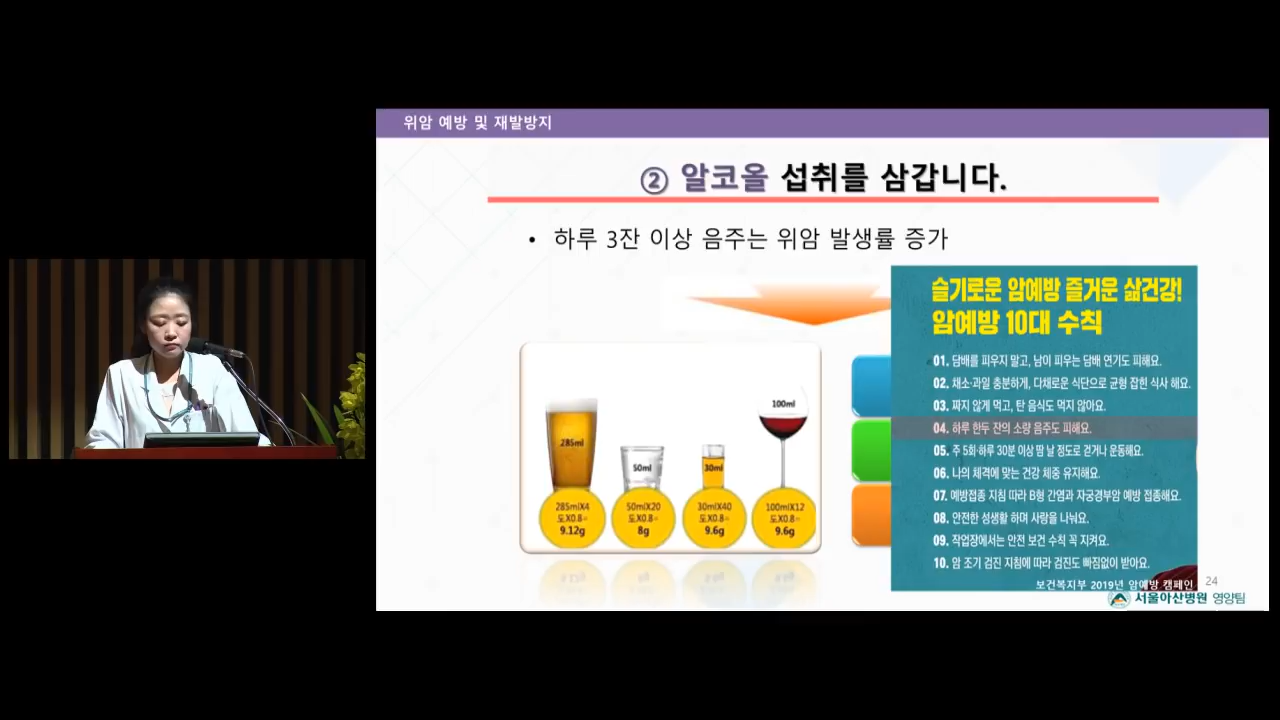 위암 예방 및 재발방지
② 알코올 섭취를 삼갑니다.
• 하루 3잔 이상 음주는 위암 발생률 증가
285ml
50ml
30ml
100ml
285mlX4
도X0.8=
9.12g
50mlX20
도X0.8=
8g
30mlX40
도X0.8=
9.6g
100mlX12
도X0.8=
9.6g
슬기로운 암예방 즐거운 삶건강!
암예방 10대 수칙
01. 담배를 피우지 말고, 남이 피우는 담배 연기도 피해요.
02. 채소·과일 충분하게, 다채로운 식단으로 균형 잡힌 식사 해요.
03. 짜지 않게 먹고, 탄 음식도 먹지 않아요.
04. 하루 한두 잔의 소량 음주도 피해요.
05. 주 5회·하루 30분 이상 땀 날 정도로 걷거나 운동해요.
06. 나의 체격에 맞는 건강 체중 유지해요.
07. 예방접종 지침 따라 B형 간염과 자궁경부암 예방 접종해요.
08. 안전한 성생활 하며 사랑을 나눠요.
09. 작업장에서는 안전 보건 수칙 꼭 지켜요.
10. 암 조기 검진 지침에 따라 검진도 빠짐없이 받아요.
보건복지부 2019년 암예방 캠페인
24
서울아산병원 영양팀